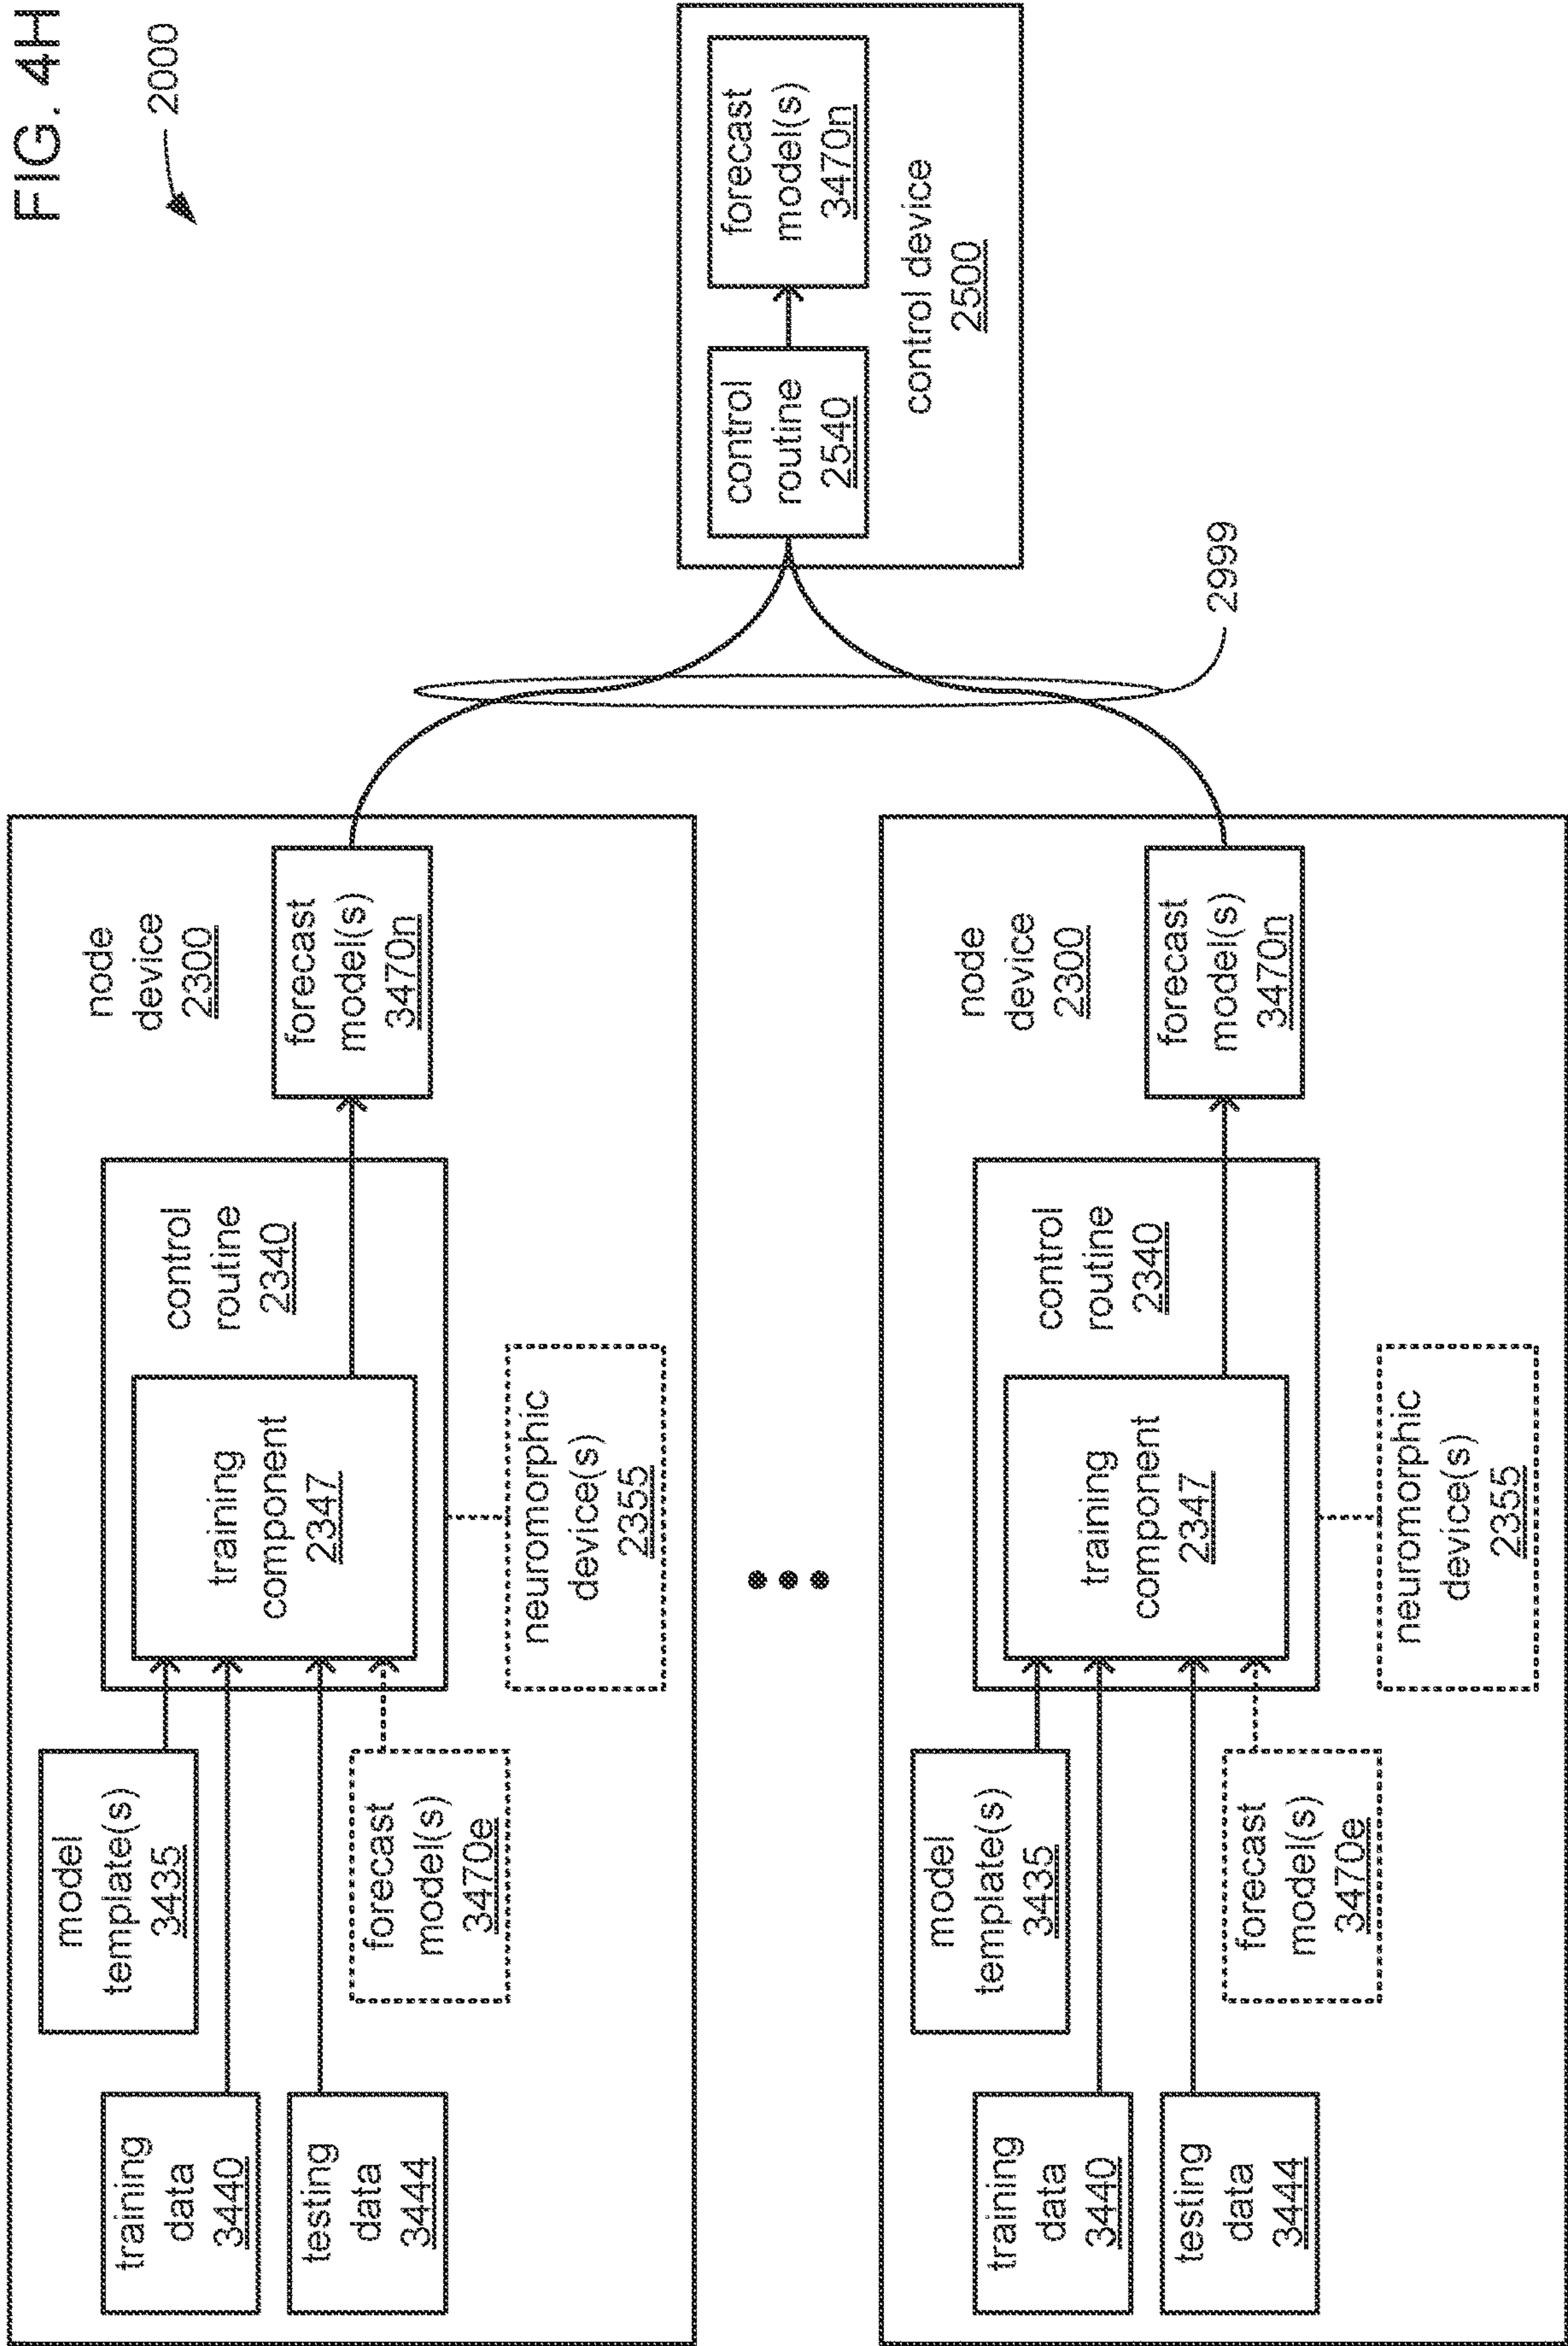 FIG. 4H
2000
node
device
2300
model
template(s)
3435
training
data
3440
testing
data
3444
forecast
model(s)
3470e
control
routine
2340
training
component
2347
neuromorphic
device(s)
2355
forecast
model(s)
3470n
node
device
2300
model
template(s)
3435
training
data
3440
testing
data
3444
forecast
model(s)
3470e
control
routine
2340
training
component
2347
neuromorphic
device(s)
2355
forecast
model(s)
3470n
2999
control
routine
2540
forecast
model(s)
3470n
control device
2500